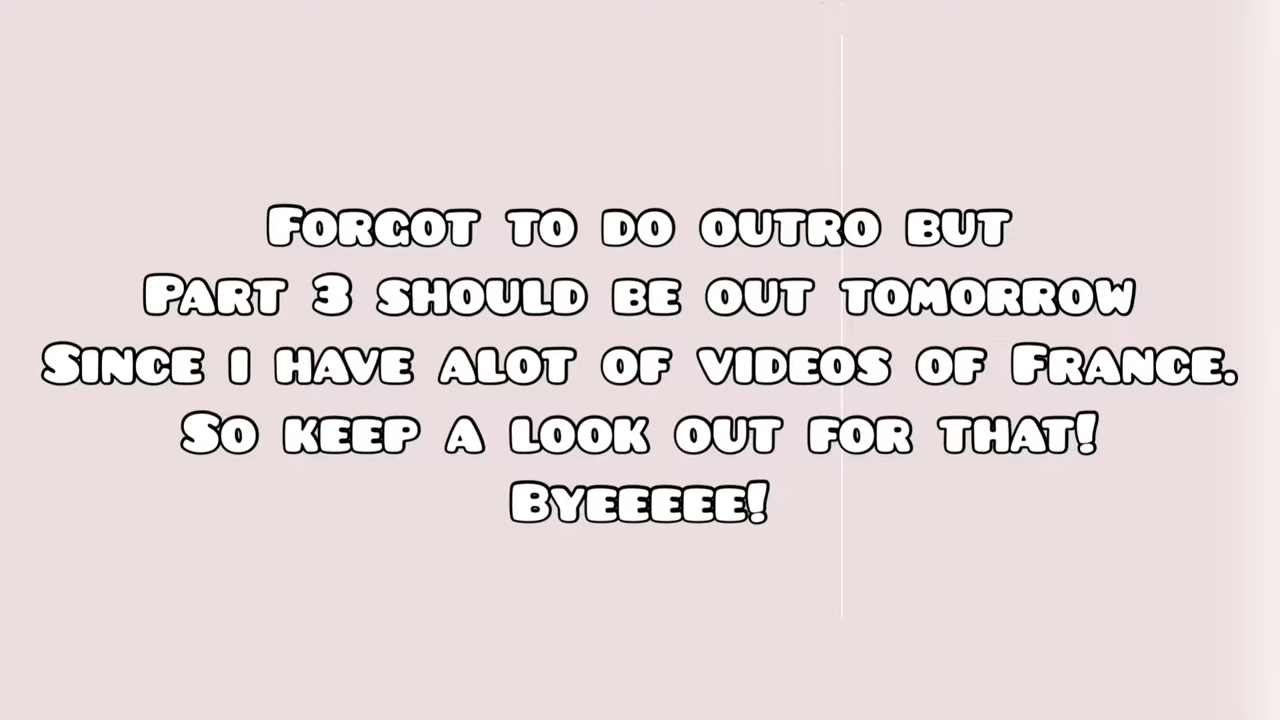 Forgot to do outro but
Part 3 should be out tomorrow
Since i have alot of videos of France.
So keep a look out for that!
Byeeeee!